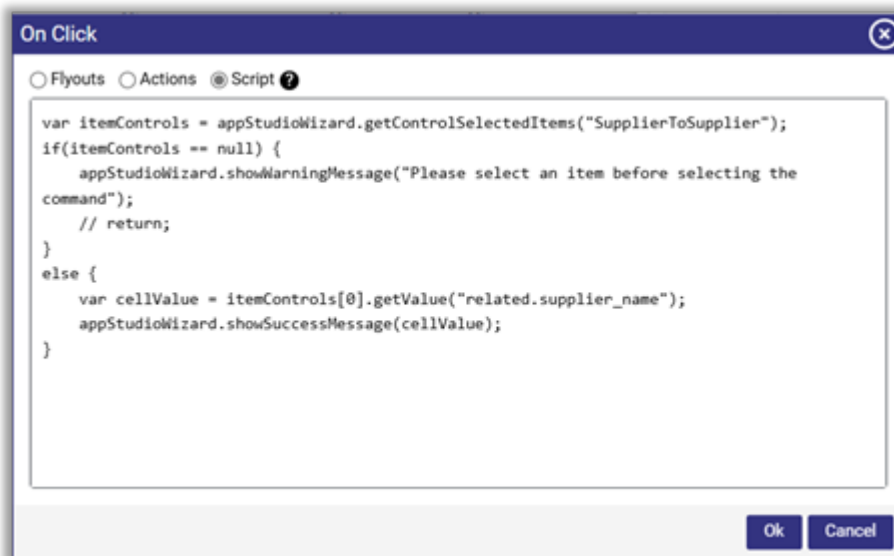 On Click
Flyouts Actions Script ?
var itemControls = appStudioWizard.getControlSelectedItems("SupplierToSupplier");
if(itemControls == null) {
    appStudioWizard.showWarningMessage("Please select an item before selecting the
command");
    // return;
}
else {
    var cellValue = itemControls[0].getValue("related.supplier_name");
    appStudioWizard.showSuccessMessage(cellValue);
}
Ok Cancel